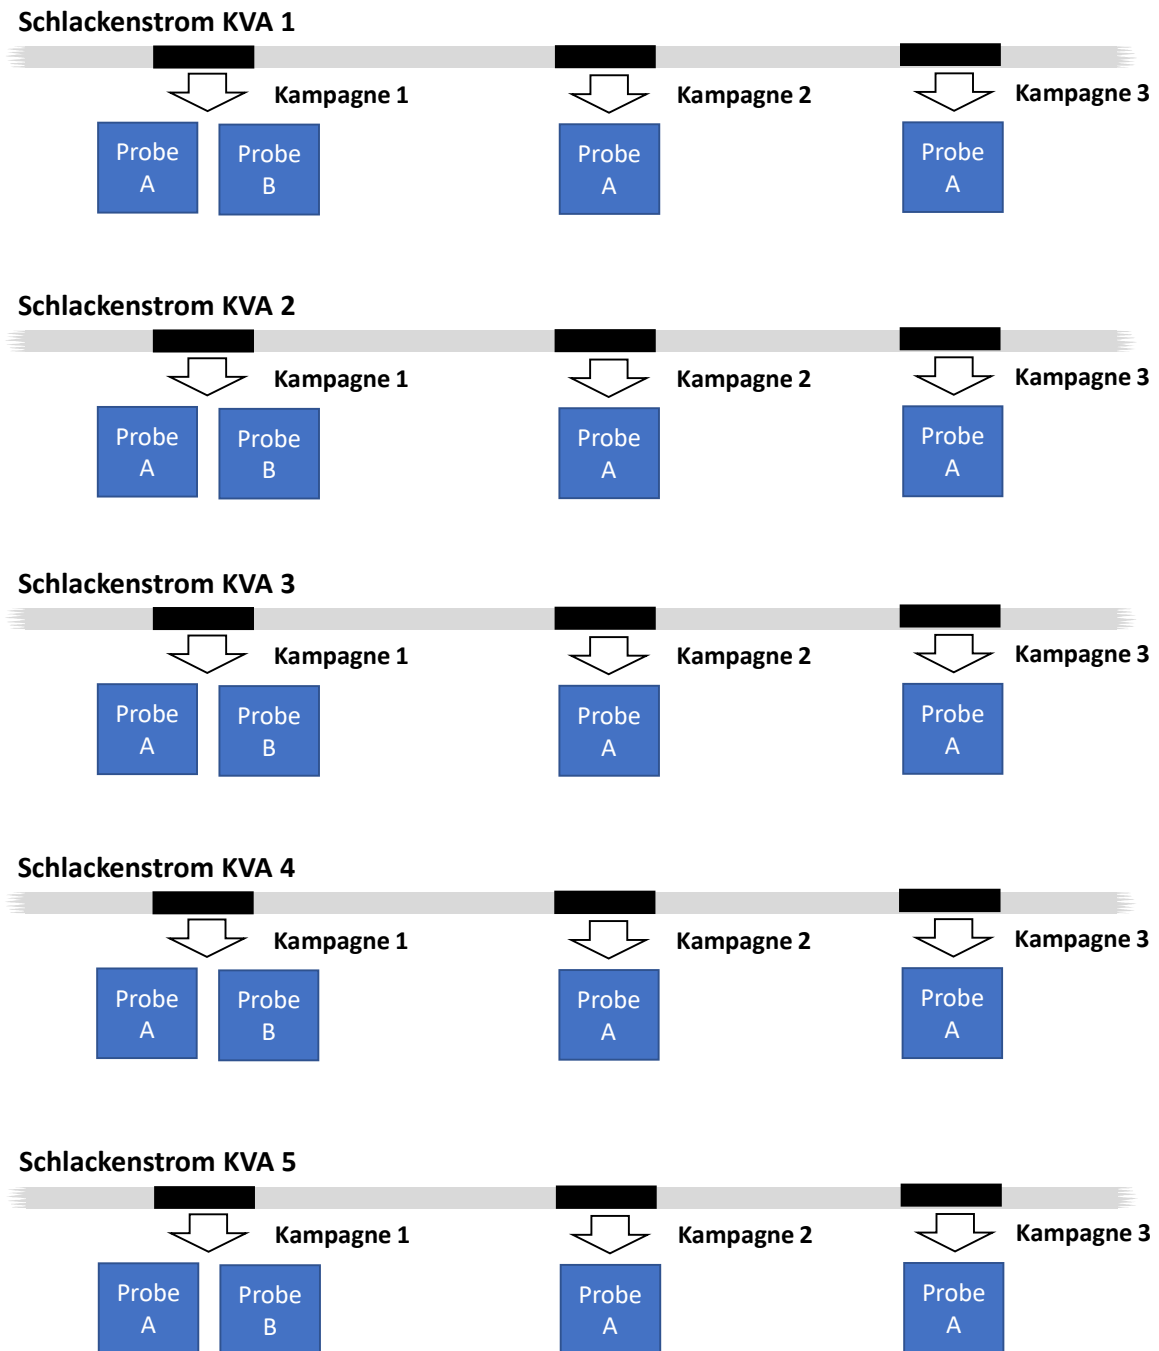 Schlackenstrom KVA 1
Kampagne 1
Kampagne 2
Kampagne 3
Probe
A
Probe
B
Probe
A
Probe
A
Schlackenstrom KVA 2
Kampagne 1
Kampagne 2
Kampagne 3
Probe
A
Probe
B
Probe
A
Probe
A
Schlackenstrom KVA 3
Kampagne 1
Kampagne 2
Kampagne 3
Probe
A
Probe
B
Probe
A
Probe
A
Schlackenstrom KVA 4
Kampagne 1
Kampagne 2
Kampagne 3
Probe
A
Probe
B
Probe
A
Probe
A
Schlackenstrom KVA 5
Kampagne 1
Kampagne 2
Kampagne 3
Probe
A
Probe
B
Probe
A
Probe
A